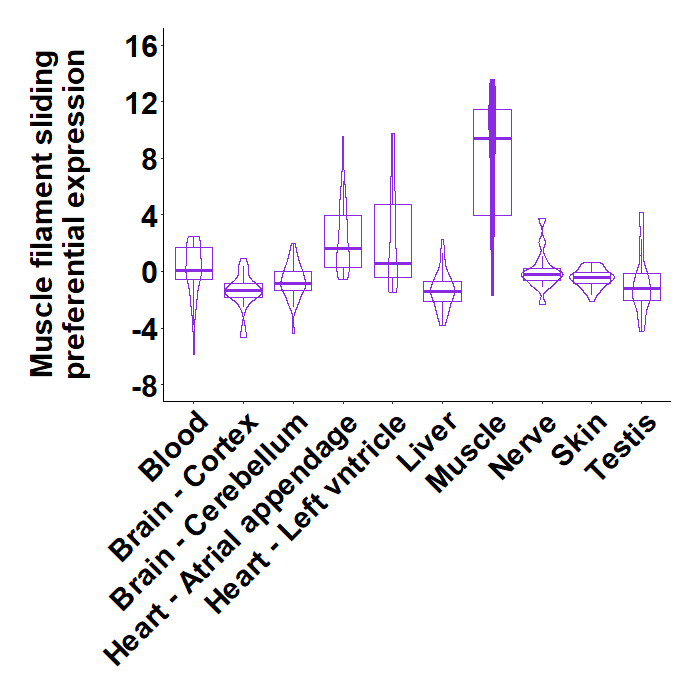 Muscle filament sliding
preferential expression
16
12
8
4
0
-4
-8
Blood
Brain - Cortex
Brain - Cerebellum
Heart - Atrial appendage
Heart - Left vntricle
Liver
Muscle
Nerve
Skin
Testis